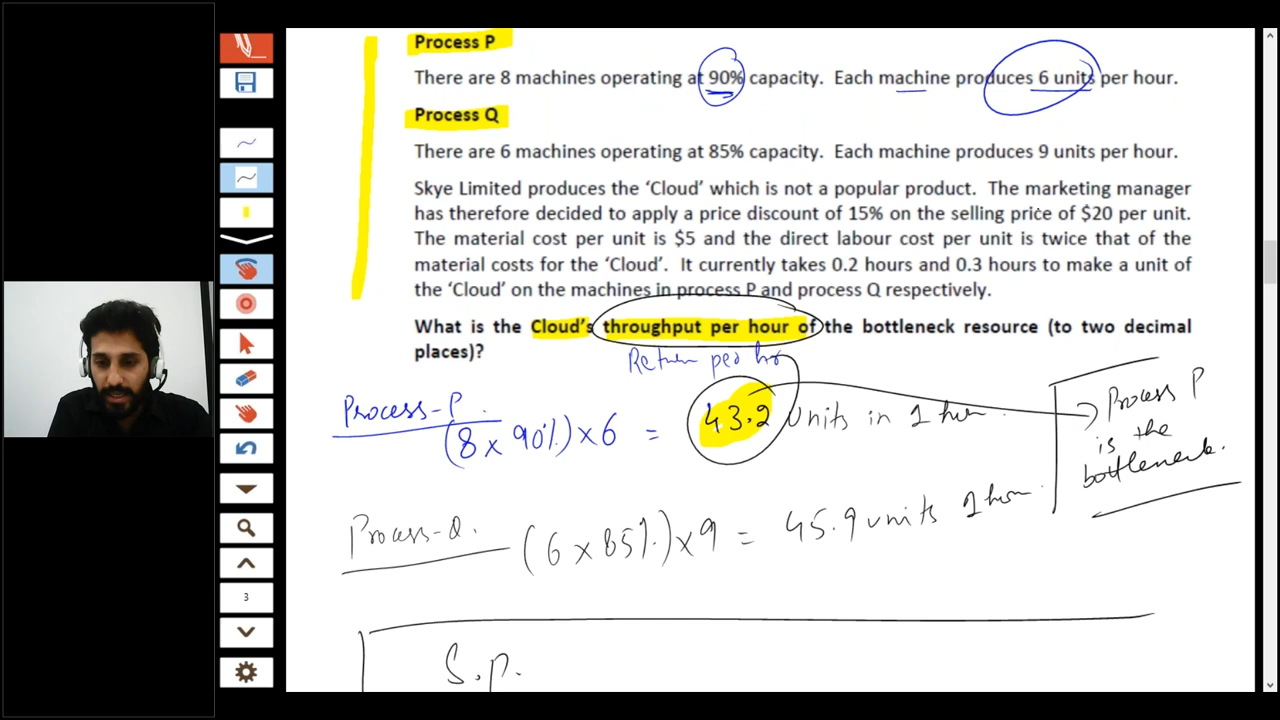 Process P
There are 8 machines operating at 90% capacity. Each machine produces 6 units per hour.
Process Q
There are 6 machines operating at 85% capacity. Each machine produces 9 units per hour.
Skye Limited produces the ‘Cloud’ which is not a popular product. The marketing manager
has therefore decided to apply a price discount of 15% on the selling price of $20 per unit.
The material cost per unit is $5 and the direct labour cost per unit is twice that of the
material costs for the ‘Cloud’. It currently takes 0.2 hours and 0.3 hours to make a unit of
the ‘Cloud’ on the machines in process P and process Q respectively.
What is the Cloud’s throughput per hour of the bottleneck resource (to two decimal
places)?
Return per hr
Process-P.
(8 x 90%) x 6 = 43.2 units in 1 hour.
Process P
is the
bottleneck.
Process-Q.
(6 x 85%.) x 9 = 45.9 units 1 hour.
S.p.
3